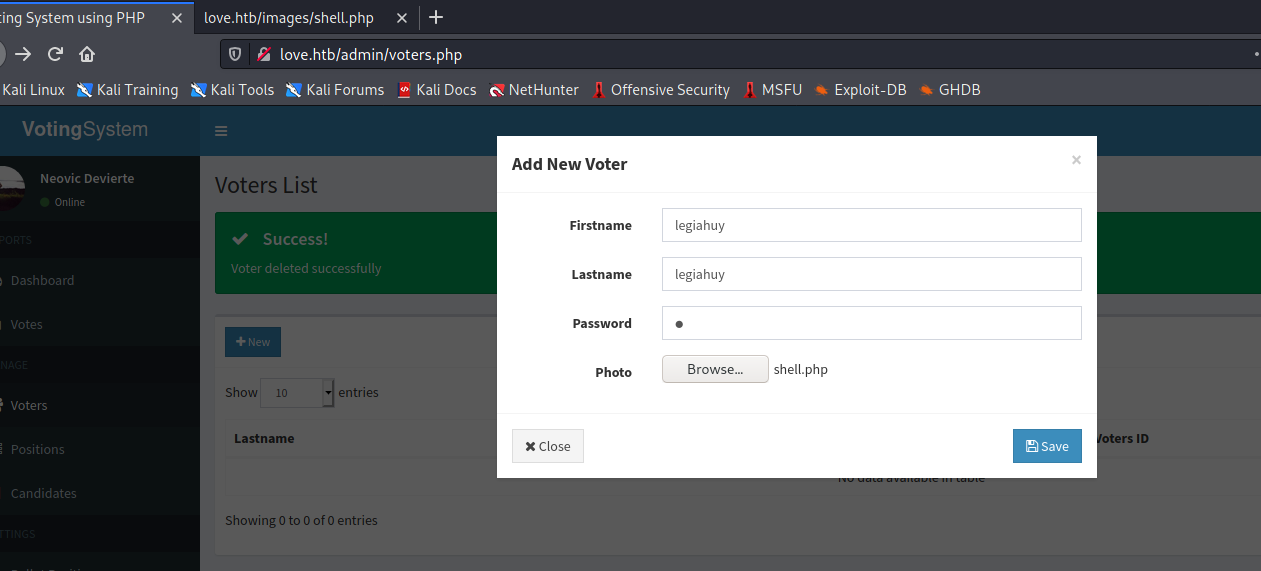 ting System using PHP × love.htb/images/shell.php × +
love.htb/admin/voters.php
Kali Linux Kali Training Kali Tools Kali Forums Kali Docs NetHunter Offensive Security MSFU Exploit-DB GHDB
VotingSystem
Add New Voter ×
Neovic Devierte
Online
Voters List
PORTS
Firstname legiahuy
Success!
Voter deleted successfully
Dashboard
Lastname legiahuy
Votes
Password ●
New
NAGE
Photo Browse... shell.php
Show 10 entries
Voters
Lastname
Voters ID
Close Save
Positions
No data available in table
Candidates
Showing 0 to 0 of 0 entries
TTINGS